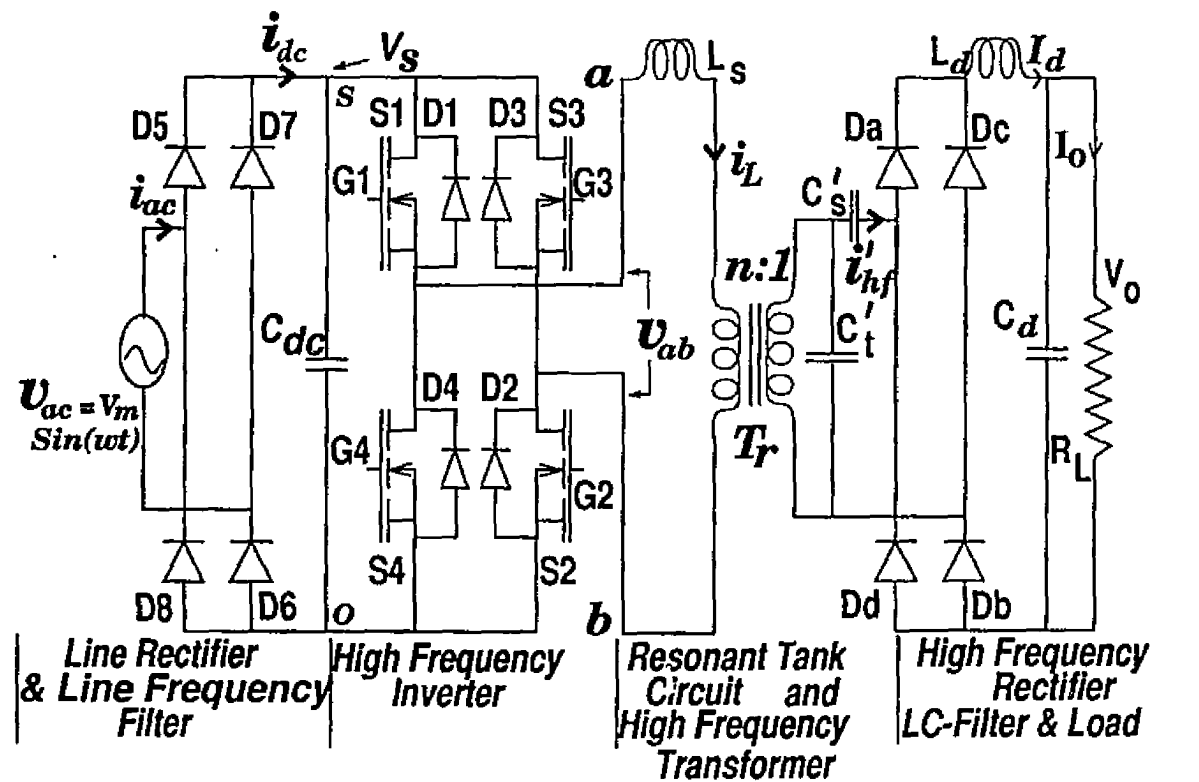 i_dc
V_s
s
D5
D7
S1
D1
D3
S3
G1
G3
i_ac
C_dc
v_ac = V_m
Sin(wt)
D4
D2
G4
G2
S4
S2
D8
D6
o
a
L_s
i_L
v_ab
n:1
T_r
b
C'_s
i'_hf
C'_t
L_d
I_d
Da
Dc
I_o
V_o
C_d
R_L
Dd
Db
Line Rectifier
& Line Frequency
Filter
High Frequency
Inverter
Resonant Tank
Circuit and
High Frequency
Transformer
High Frequency
Rectifier
LC-Filter & Load